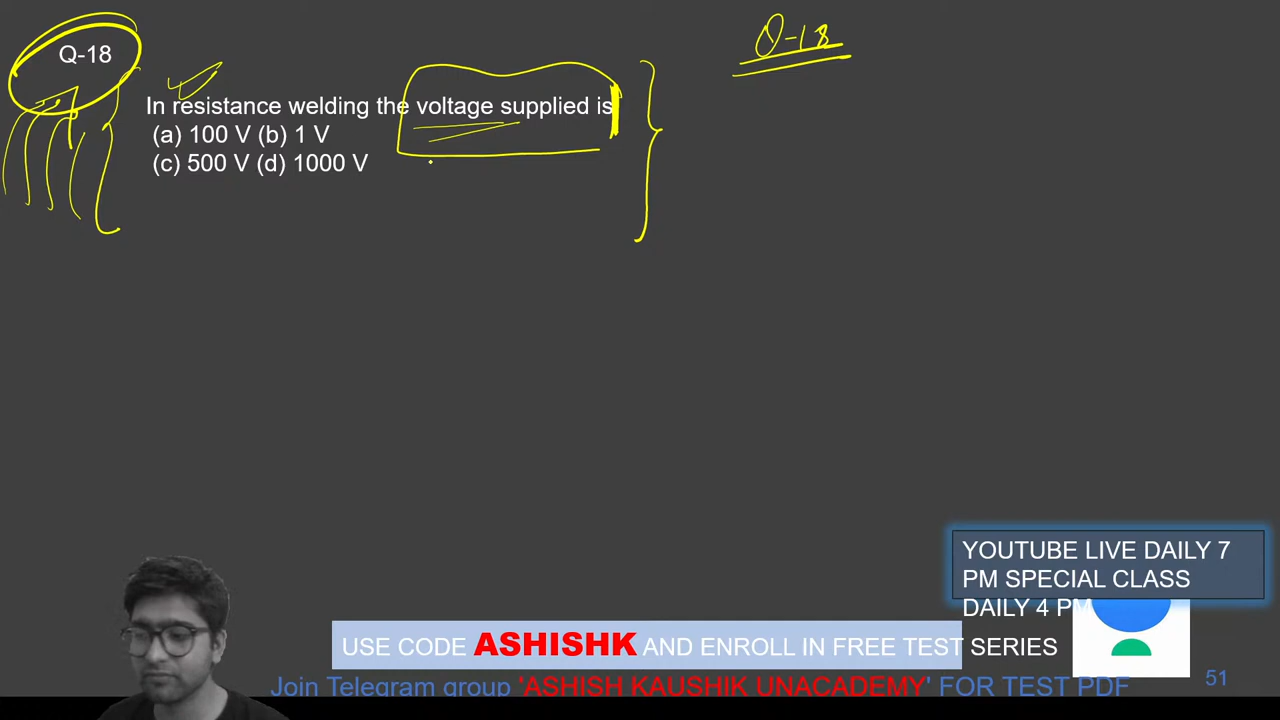 Q-18
Q-18
In resistance welding the voltage supplied is
(a) 100 V (b) 1 V
(c) 500 V (d) 1000 V
YOUTUBE LIVE DAILY 7
PM SPECIAL CLASS
DAILY 4 PM
USE CODE ASHISHK AND ENROLL IN FREE TEST SERIES
Join Telegram group 'ASHISH KAUSHIK UNACADEMY' FOR TEST PDF
51